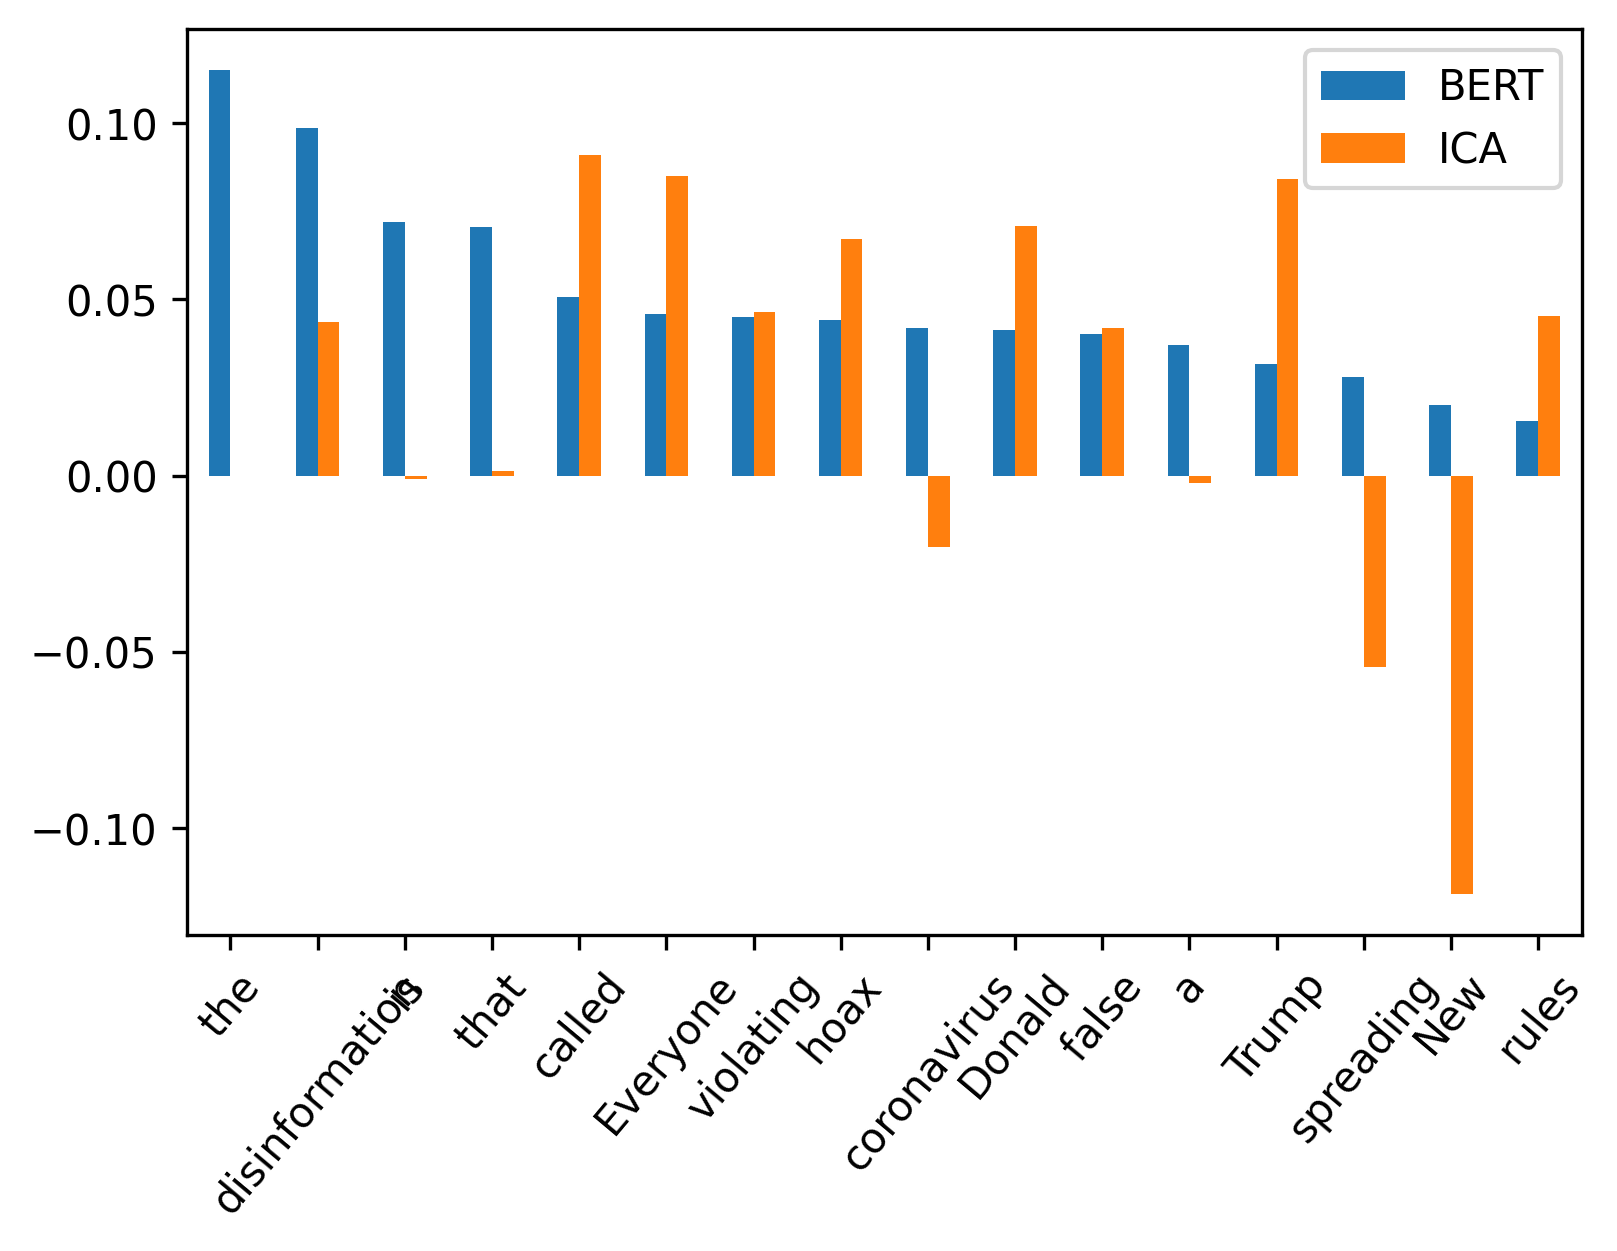 BERT
ICA
0.10
0.05
0.00
−0.05
−0.10
the
disinformation
is
that
called
Everyone
violating
hoax
coronavirus
Donald
false
a
Trump
spreading
New
rules